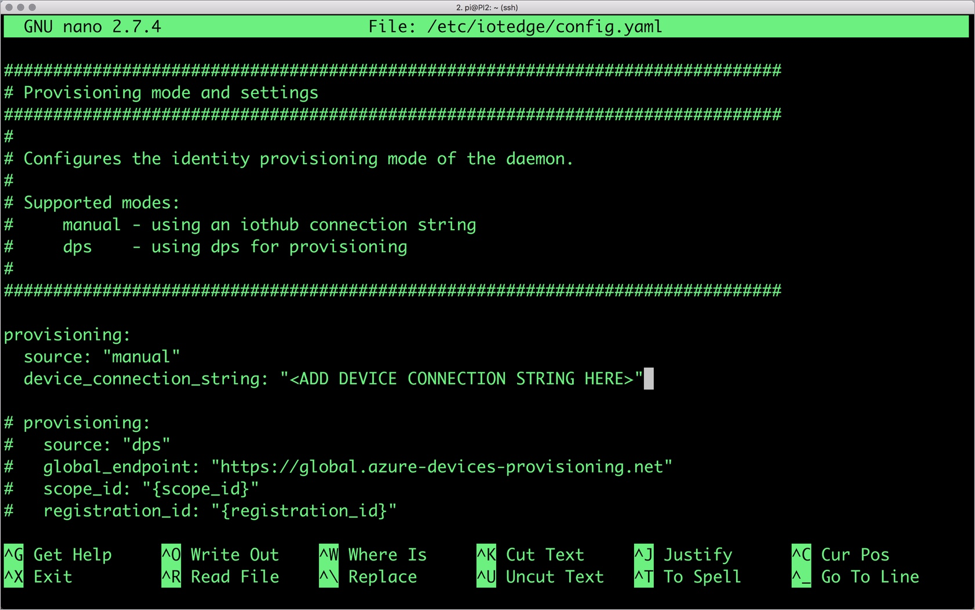 2. pi@PI2: ~ (ssh)
GNU nano 2.7.4 File: /etc/iotedge/config.yaml
###############################################################################
# Provisioning mode and settings
###############################################################################
#
# Configures the identity provisioning mode of the daemon.
#
# Supported modes:
#     manual - using an iothub connection string
#     dps    - using dps for provisioning
#
###############################################################################
provisioning:
  source: "manual"
  device_connection_string: "<ADD DEVICE CONNECTION STRING HERE>"
# provisioning:
#   source: "dps"
#   global_endpoint: "https://global.azure-devices-provisioning.net"
#   scope_id: "{scope_id}"
#   registration_id: "{registration_id}"
^G Get Help ^O Write Out ^W Where Is ^K Cut Text ^J Justify ^C Cur Pos
^X Exit ^R Read File ^\ Replace ^U Uncut Text ^T To Spell ^_ Go To Line